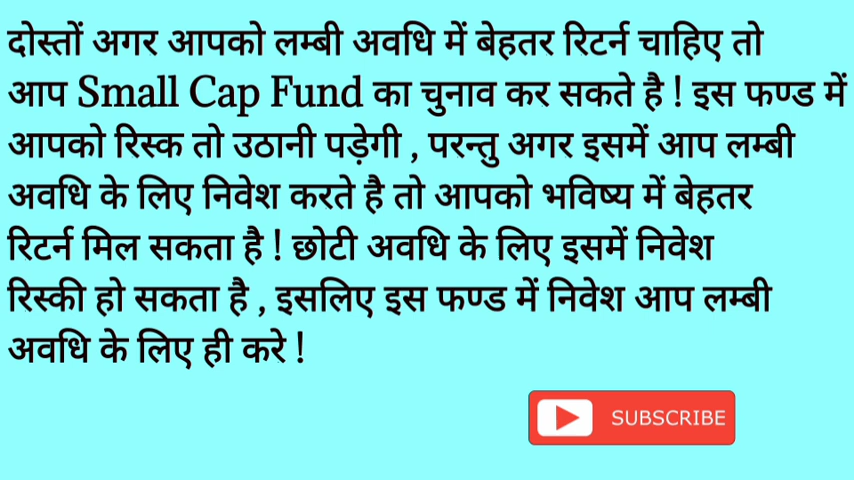 दोस्तों अगर आपको लम्बी अवधि में बेहतर रिटर्न चाहिए तो
आप Small Cap Fund का चुनाव कर सकते है ! इस फण्ड में
आपको रिस्क तो उठानी पड़ेगी , परन्तु अगर इसमें आप लम्बी
अवधि के लिए निवेश करते है तो आपको भविष्य में बेहतर
रिटर्न मिल सकता है ! छोटी अवधि के लिए इसमें निवेश
रिस्की हो सकता है , इसलिए इस फण्ड में निवेश आप लम्बी
अवधि के लिए ही करे !
SUBSCRIBE